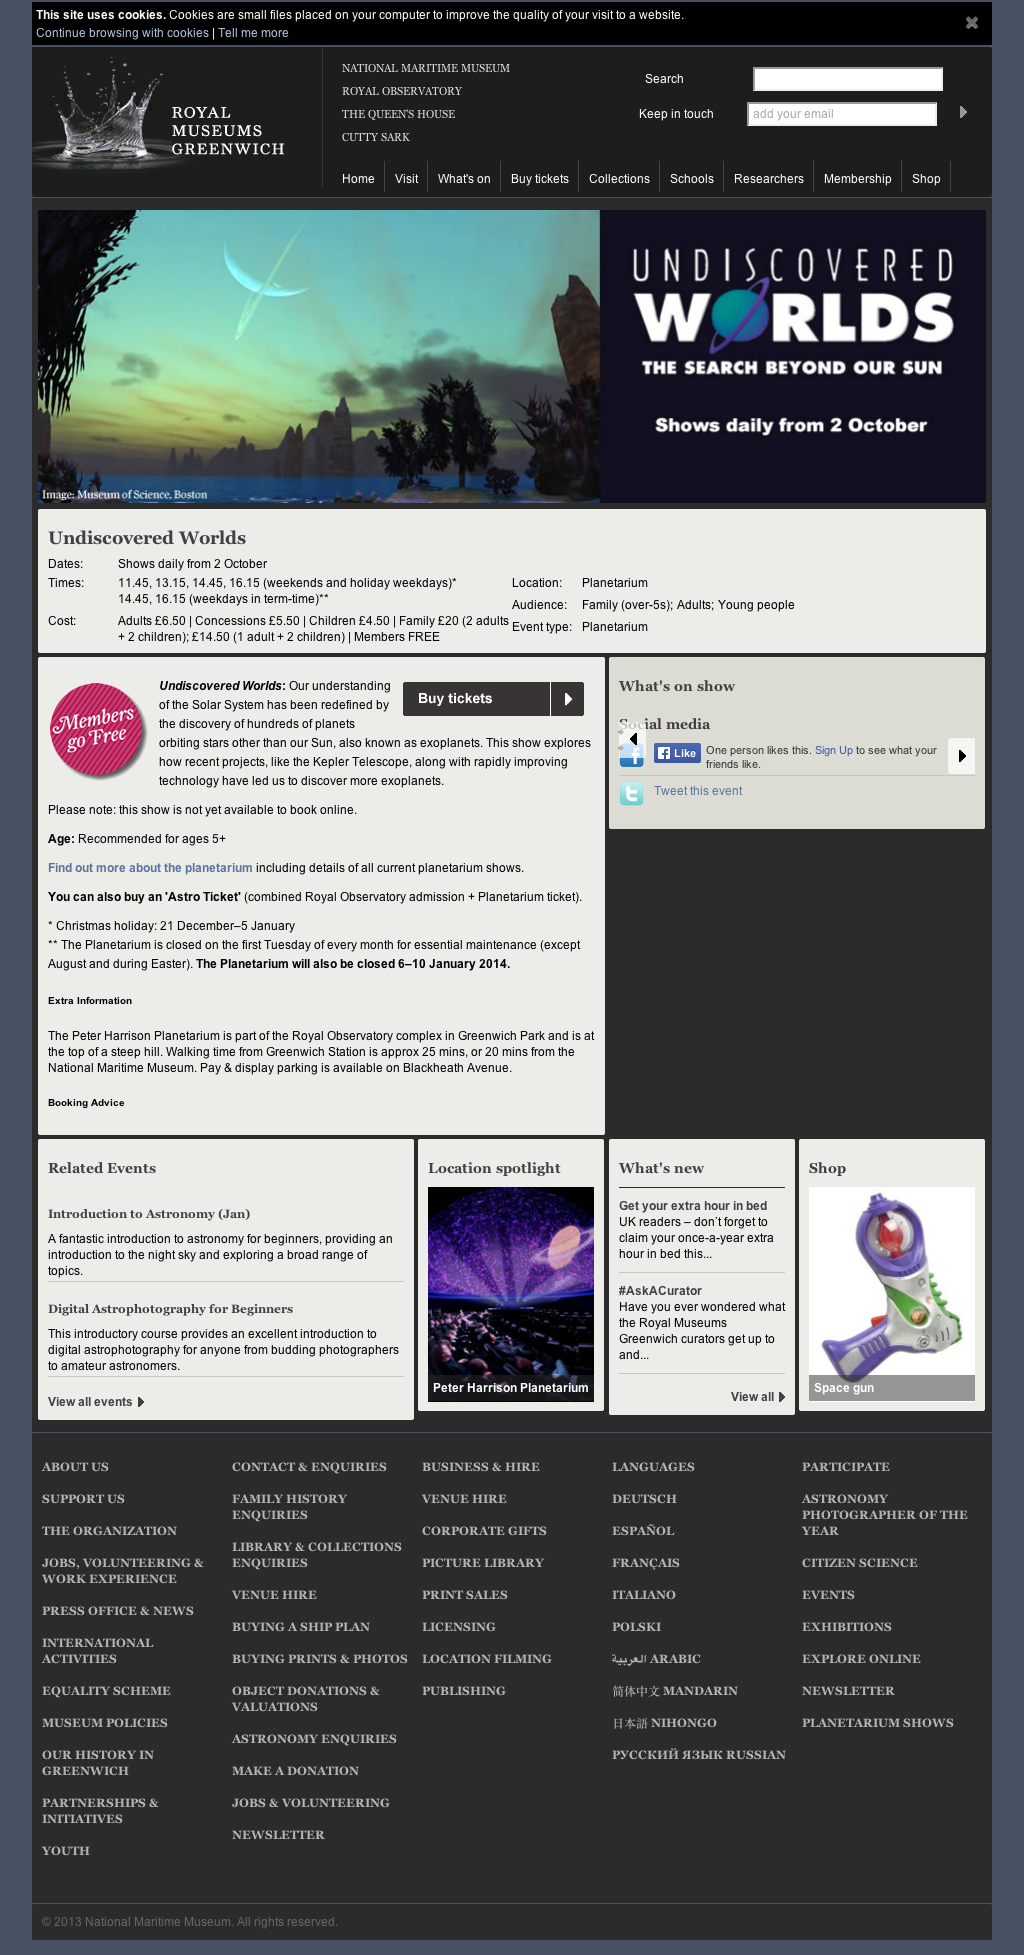 This site uses cookies. Cookies are small files placed on your computer to improve the quality of your visit to a website.
Continue browsing with cookies | Tell me more
ROYAL
MUSEUMS
GREENWICH
NATIONAL MARITIME MUSEUM
ROYAL OBSERVATORY
THE QUEEN'S HOUSE
CUTTY SARK
Search
Keep in touch
add your email
Home
Visit
What's on
Buy tickets
Collections
Schools
Researchers
Membership
Shop
UNDISCOVERED
WORLDS
THE SEARCH BEYOND OUR SUN
Shows daily from 2 October
Image: Museum of Science, Boston
Undiscovered Worlds
Dates: Shows daily from 2 October
Times: 11.45, 13.15, 14.45, 16.15 (weekends and holiday weekdays)*
14.45, 16.15 (weekdays in term-time)**
Cost: Adults £6.50 | Concessions £5.50 | Children £4.50 | Family £20 (2 adults
+ 2 children); £14.50 (1 adult + 2 children) | Members FREE
Location: Planetarium
Audience: Family (over-5s); Adults; Young people
Event type: Planetarium
Members
go Free
Buy tickets
Undiscovered Worlds: Our understanding
of the Solar System has been redefined by
the discovery of hundreds of planets
orbiting stars other than our Sun, also known as exoplanets. This show explores
how recent projects, like the Kepler Telescope, along with rapidly improving
technology have led us to discover more exoplanets.
Please note: this show is not yet available to book online.
Age: Recommended for ages 5+
Find out more about the planetarium including details of all current planetarium shows.
You can also buy an 'Astro Ticket' (combined Royal Observatory admission + Planetarium ticket).
* Christmas holiday: 21 December–5 January
** The Planetarium is closed on the first Tuesday of every month for essential maintenance (except
August and during Easter). The Planetarium will also be closed 6–10 January 2014.
Extra Information
The Peter Harrison Planetarium is part of the Royal Observatory complex in Greenwich Park and is at
the top of a steep hill. Walking time from Greenwich Station is approx 25 mins, or 20 mins from the
National Maritime Museum. Pay & display parking is available on Blackheath Avenue.
Booking Advice
What's on show
Social media
Like
One person likes this. Sign Up to see what your
friends like.
Tweet this event
Related Events
Introduction to Astronomy (Jan)
A fantastic introduction to astronomy for beginners, providing an
introduction to the night sky and exploring a broad range of
topics.
Digital Astrophotography for Beginners
This introductory course provides an excellent introduction to
digital astrophotography for anyone from budding photographers
to amateur astronomers.
View all events
Location spotlight
Peter Harrison Planetarium
What's new
Get your extra hour in bed
UK readers – don't forget to
claim your once-a-year extra
hour in bed this...
#AskACurator
Have you ever wondered what
the Royal Museums
Greenwich curators get up to
and...
View all
Shop
Space gun
ABOUT US
SUPPORT US
THE ORGANIZATION
JOBS, VOLUNTEERING &
WORK EXPERIENCE
PRESS OFFICE & NEWS
INTERNATIONAL
ACTIVITIES
EQUALITY SCHEME
MUSEUM POLICIES
OUR HISTORY IN
GREENWICH
PARTNERSHIPS &
INITIATIVES
YOUTH
CONTACT & ENQUIRIES
FAMILY HISTORY
ENQUIRIES
LIBRARY & COLLECTIONS
ENQUIRIES
VENUE HIRE
BUYING A SHIP PLAN
BUYING PRINTS & PHOTOS
OBJECT DONATIONS &
VALUATIONS
ASTRONOMY ENQUIRIES
MAKE A DONATION
JOBS & VOLUNTEERING
NEWSLETTER
BUSINESS & HIRE
VENUE HIRE
CORPORATE GIFTS
PICTURE LIBRARY
PRINT SALES
LICENSING
LOCATION FILMING
PUBLISHING
LANGUAGES
DEUTSCH
ESPAÑOL
FRANÇAIS
ITALIANO
POLSKI
العربية ARABIC
简体中文 MANDARIN
日本語 NIHONGO
РУССКИЙ ЯЗЫК RUSSIAN
PARTICIPATE
ASTRONOMY
PHOTOGRAPHER OF THE
YEAR
CITIZEN SCIENCE
EVENTS
EXHIBITIONS
EXPLORE ONLINE
NEWSLETTER
PLANETARIUM SHOWS
© 2013 National Maritime Museum. All rights reserved.